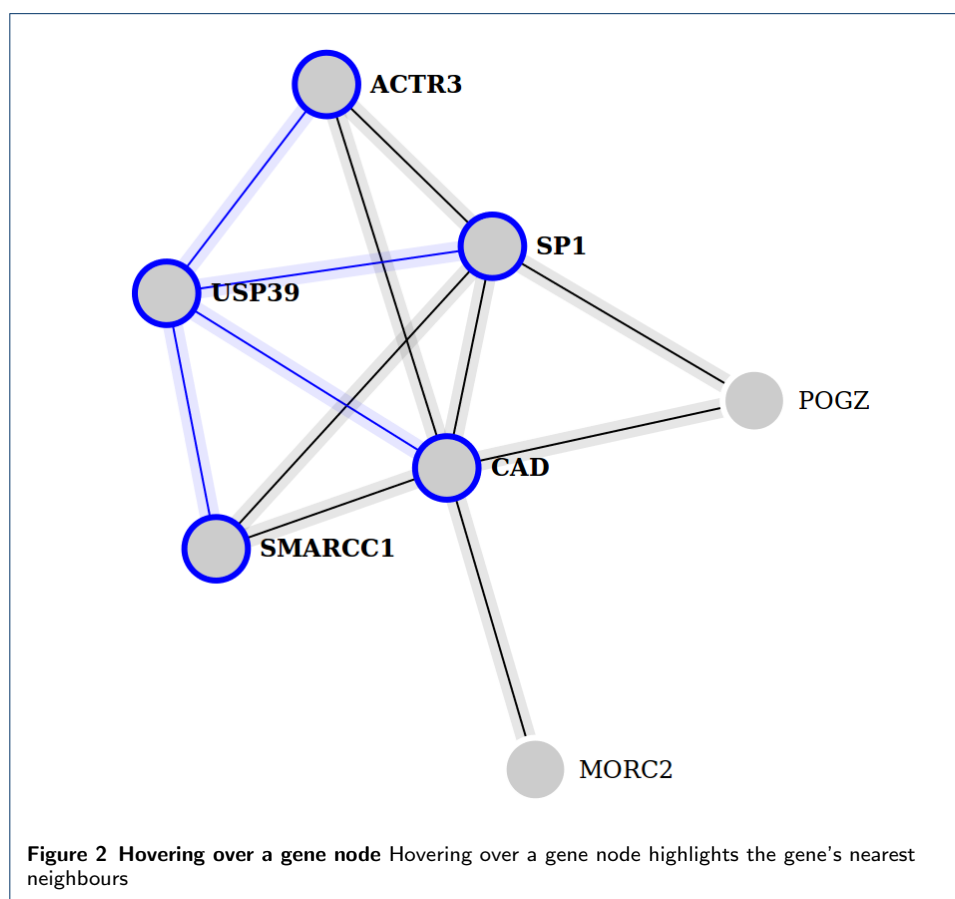 ACTR3
SP1
USP39
POGZ
CAD
SMARCC1
MORC2
Figure 2 Hovering over a gene node Hovering over a gene node highlights the gene's nearest
neighbours